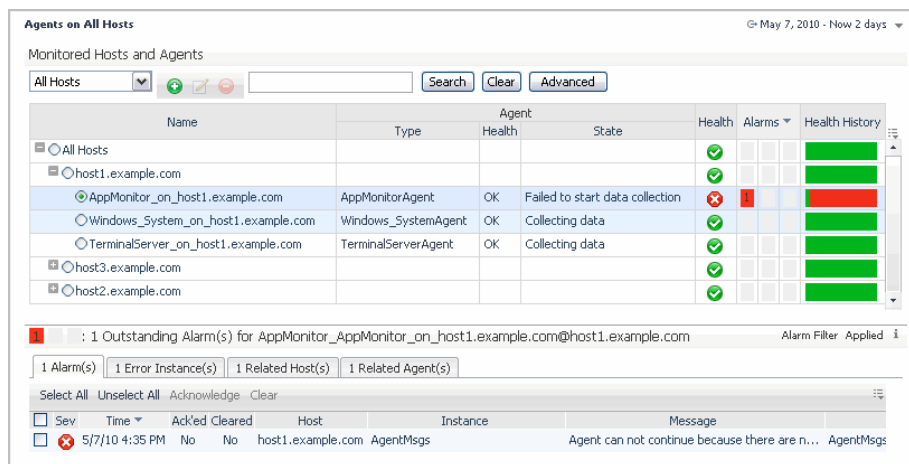 Agents on All Hosts
May 7, 2010 - Now 2 days
Monitored Hosts and Agents
All Hosts Search Clear Advanced
Name Agent Health Alarms Health History
Type Health State
All Hosts
host1.example.com
AppMonitor_on_host1.example.com AppMonitorAgent OK Failed to start data collection 1
Windows_System_on_host1.example.com Windows_SystemAgent OK Collecting data
TerminalServer_on_host1.example.com TerminalServerAgent OK Collecting data
host3.example.com
host2.example.com
1 : 1 Outstanding Alarm(s) for AppMonitor_AppMonitor_on_host1.example.com@host1.example.com Alarm Filter Applied i
1 Alarm(s) 1 Error Instance(s) 1 Related Host(s) 1 Related Agent(s)
Select All Unselect All Acknowledge Clear
Sev Time Ack'ed Cleared Host Instance Message
5/7/10 4:35 PM No No host1.example.com AgentMsgs Agent can not continue because there are n... AgentMsgs